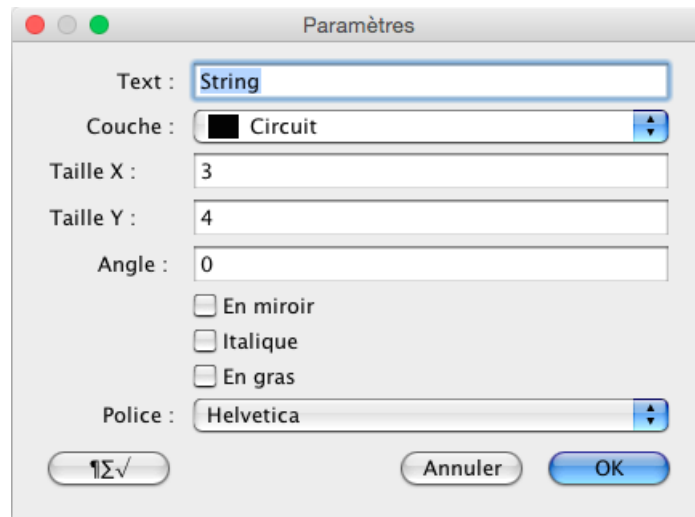 Paramètres
Text : String
Couche : Circuit
Taille X : 3
Taille Y : 4
Angle : 0
En miroir
Italique
En gras
Police : Helvetica
¶Σ√ Annuler OK